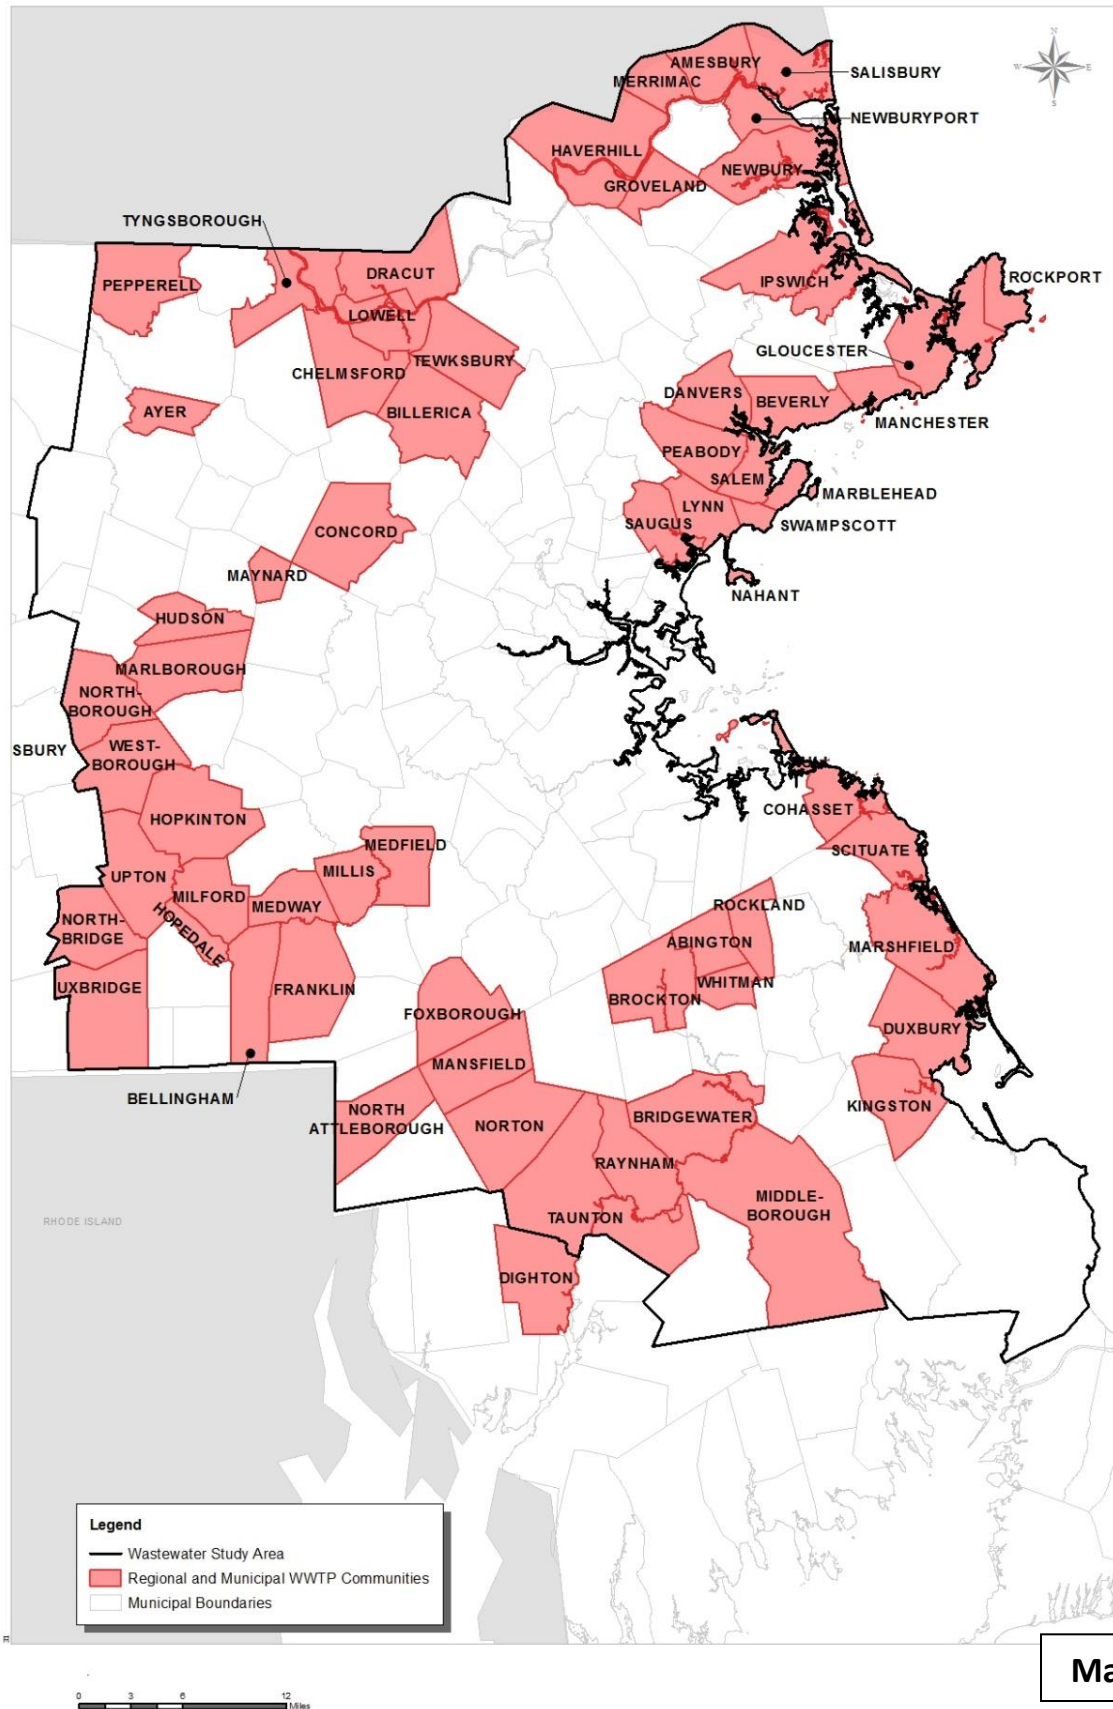 N
W
E
S
AMESBURY
MERRIMAC
SALISBURY
NEWBURYPORT
HAVERHILL
NEWBURY
GROVELAND
TYNGSBOROUGH
DRACUT
PEPPERELL
IPSWICH
ROCKPORT
LOWELL
GLOUCESTER
TEWKSBURY
CHELMSFORD
DANVERS
BEVERLY
AYER
BILLERICA
MANCHESTER
PEABODY
SALEM
MARBLEHEAD
LYNN
SAUGUS
SWAMPSCOTT
CONCORD
MAYNARD
NAHANT
HUDSON
MARLBOROUGH
NORTH-
BOROUGH
SBURY
WEST-
BOROUGH
COHASSET
HOPKINTON
MEDFIELD
SCITUATE
MILLIS
UPTON
MILFORD
MEDWAY
ROCKLAND
NORTH-
BRIDGE
HOPEDALE
ABINGTON
MARSHFIELD
WHITMAN
UXBRIDGE
FRANKLIN
BROCKTON
FOXBOROUGH
DUXBURY
MANSFIELD
BELLINGHAM
KINGSTON
NORTH
ATTLEBOROUGH
NORTON
BRIDGEWATER
RAYNHAM
MIDDLE-
BOROUGH
RHODE ISLAND
TAUNTON
DIGHTON
Legend
Wastewater Study Area
Regional and Municipal WWTP Communities
Municipal Boundaries
Ma
0 3 6 12
Miles